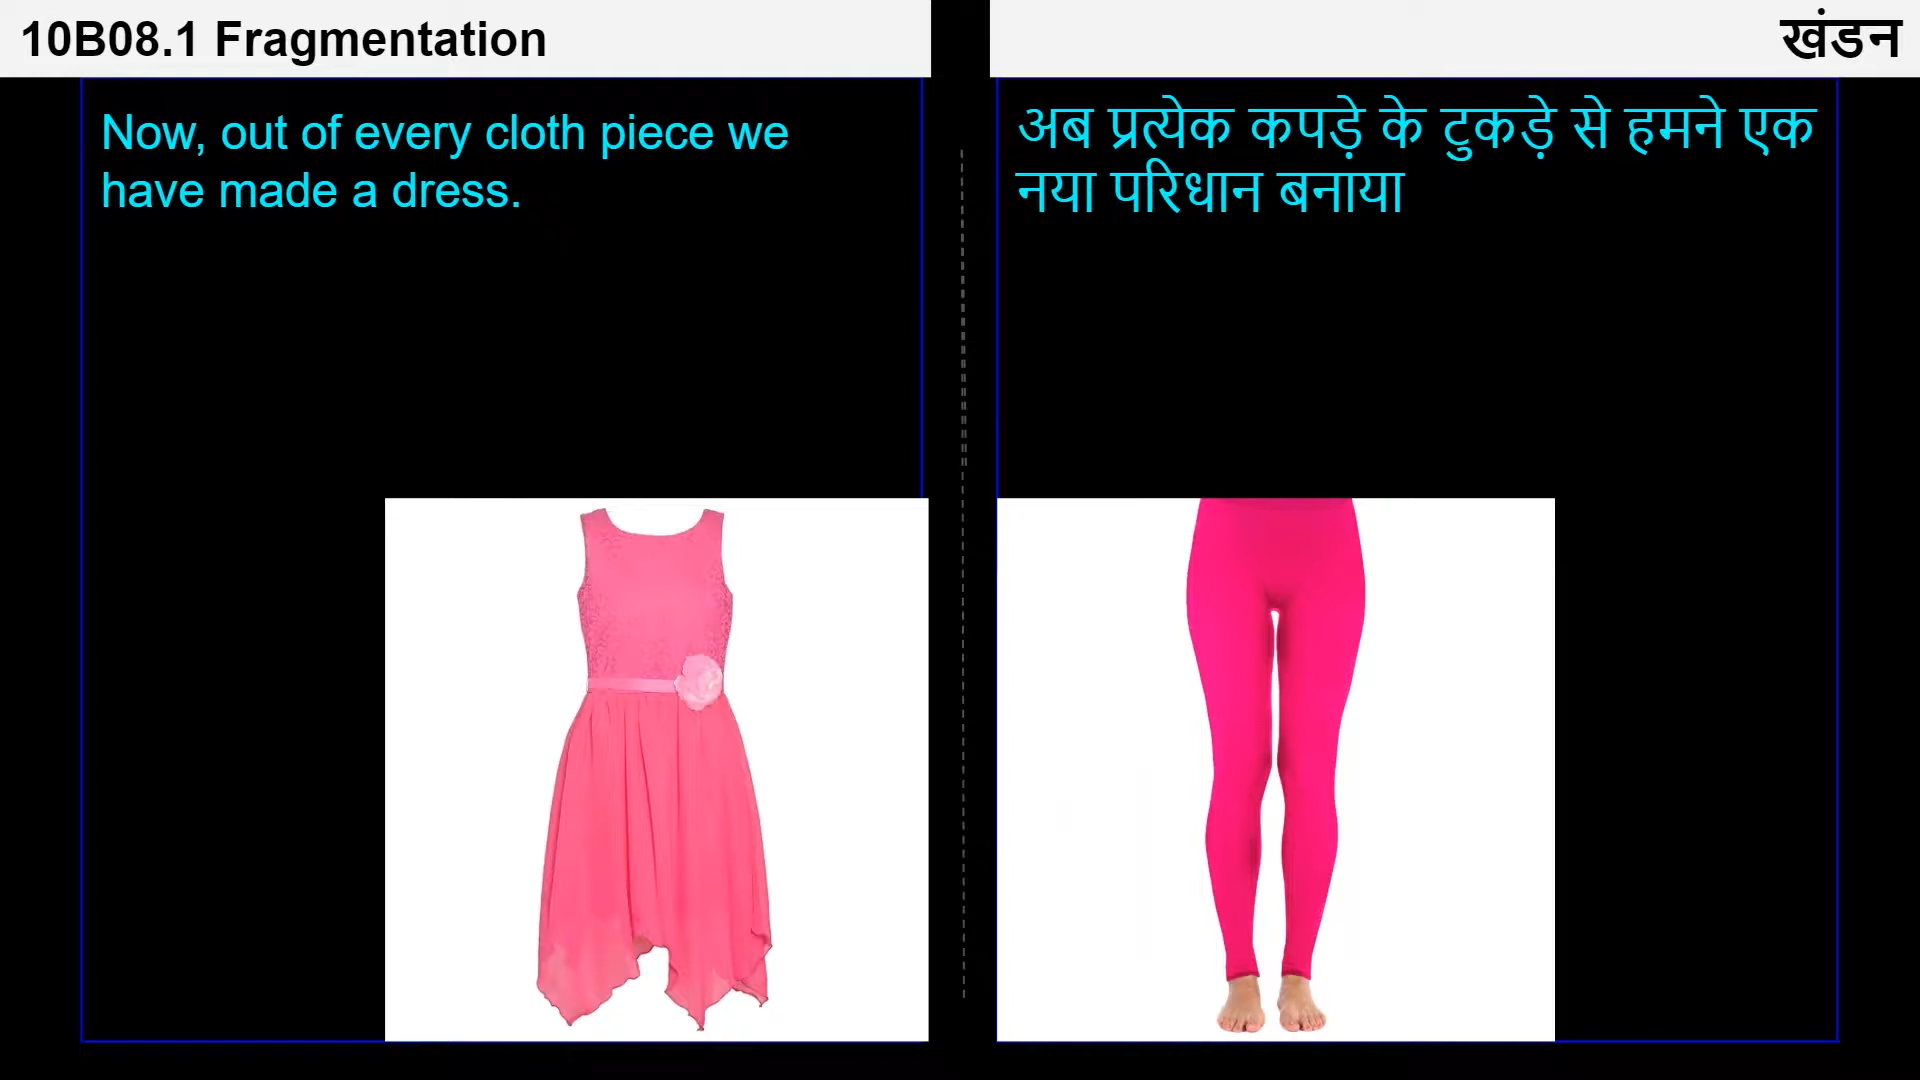 10B08.1 Fragmentation
खंडन
Now, out of every cloth piece we
have made a dress.
अब प्रत्येक कपड़े के टुकड़े से हमने एक
नया परिधान बनाया